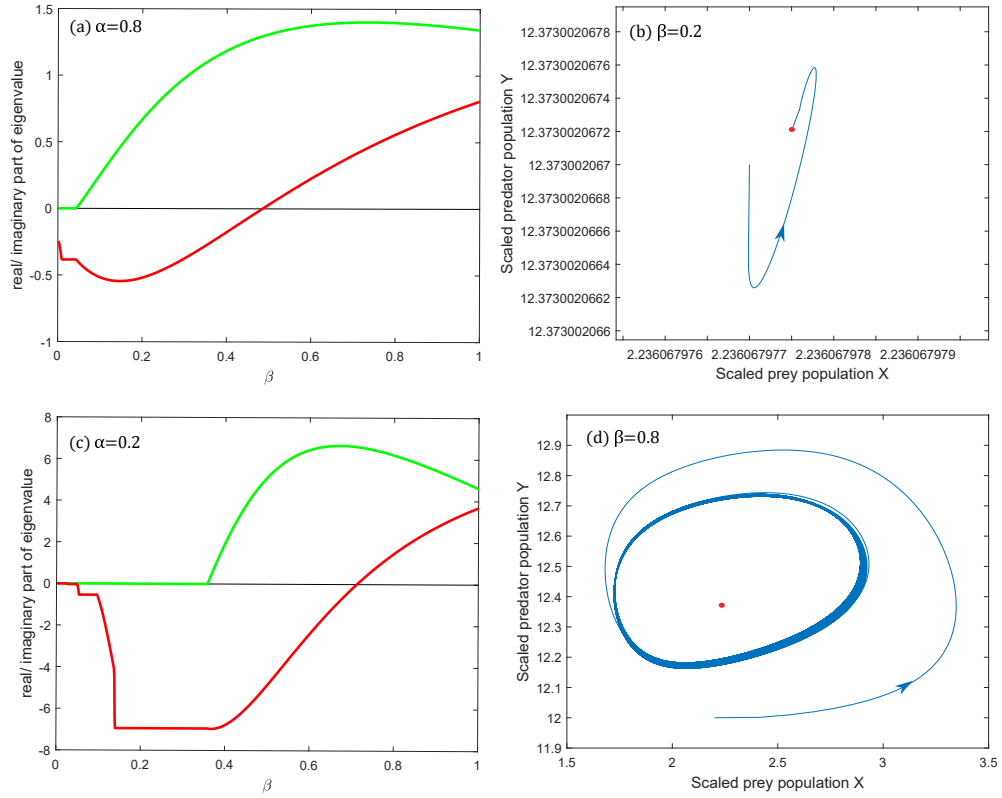 (a) α=0.8
real/ imaginary part of eigenvalue
1.5
1
0.5
0
-0.5
-1
0 0.2 0.4 0.6 0.8 1
β
(b) β=0.2
Scaled predator population Y
12.3730020678
12.3730020676
12.3730020674
12.3730020672
12.373002067
12.3730020668
12.3730020666
12.3730020664
12.3730020662
12.373002066
2.236067976 2.236067977 2.236067978 2.236067979
Scaled prey population X
(c) α=0.2
real/ imaginary part of eigenvalue
8
6
4
2
0
-2
-4
-6
-8
0 0.2 0.4 0.6 0.8 1
β
(d) β=0.8
Scaled predator population Y
12.9
12.8
12.7
12.6
12.5
12.4
12.3
12.2
12.1
12
11.9
1.5 2 2.5 3 3.5
Scaled prey population X